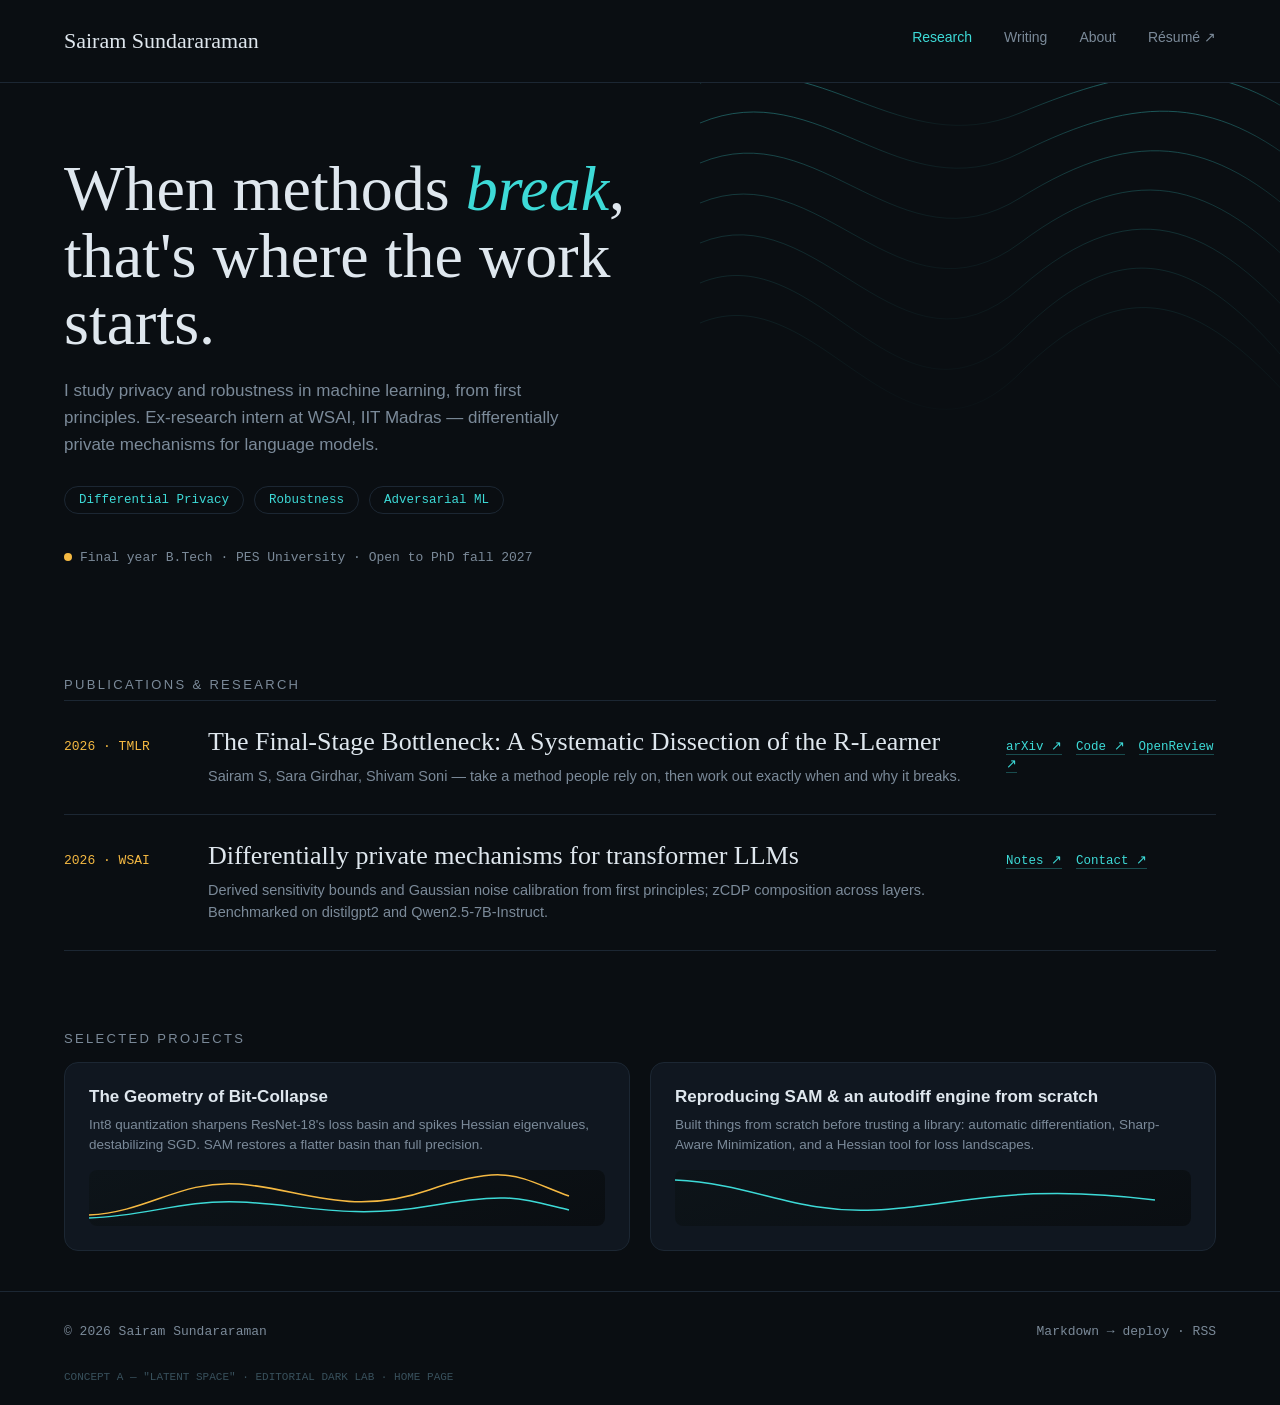 Sairam Sundararaman
Research Writing About Résumé ↗
When methods break,
that's where the work
starts.
I study privacy and robustness in machine learning, from first
principles. Ex-research intern at WSAI, IIT Madras — differentially
private mechanisms for language models.
Differential Privacy Robustness Adversarial ML
Final year B.Tech · PES University · Open to PhD fall 2027
PUBLICATIONS & RESEARCH
2026 · TMLR
The Final-Stage Bottleneck: A Systematic Dissection of the R-Learner
Sairam S, Sara Girdhar, Shivam Soni — take a method people rely on, then work out exactly when and why it breaks.
arXiv ↗ Code ↗ OpenReview
↗
2026 · WSAI
Differentially private mechanisms for transformer LLMs
Derived sensitivity bounds and Gaussian noise calibration from first principles; zCDP composition across layers.
Benchmarked on distilgpt2 and Qwen2.5-7B-Instruct.
Notes ↗ Contact ↗
SELECTED PROJECTS
The Geometry of Bit-Collapse
Int8 quantization sharpens ResNet-18's loss basin and spikes Hessian eigenvalues,
destabilizing SGD. SAM restores a flatter basin than full precision.
Reproducing SAM & an autodiff engine from scratch
Built things from scratch before trusting a library: automatic differentiation, Sharp-
Aware Minimization, and a Hessian tool for loss landscapes.
© 2026 Sairam Sundararaman
Markdown → deploy · RSS
CONCEPT A — "LATENT SPACE" · EDITORIAL DARK LAB · HOME PAGE